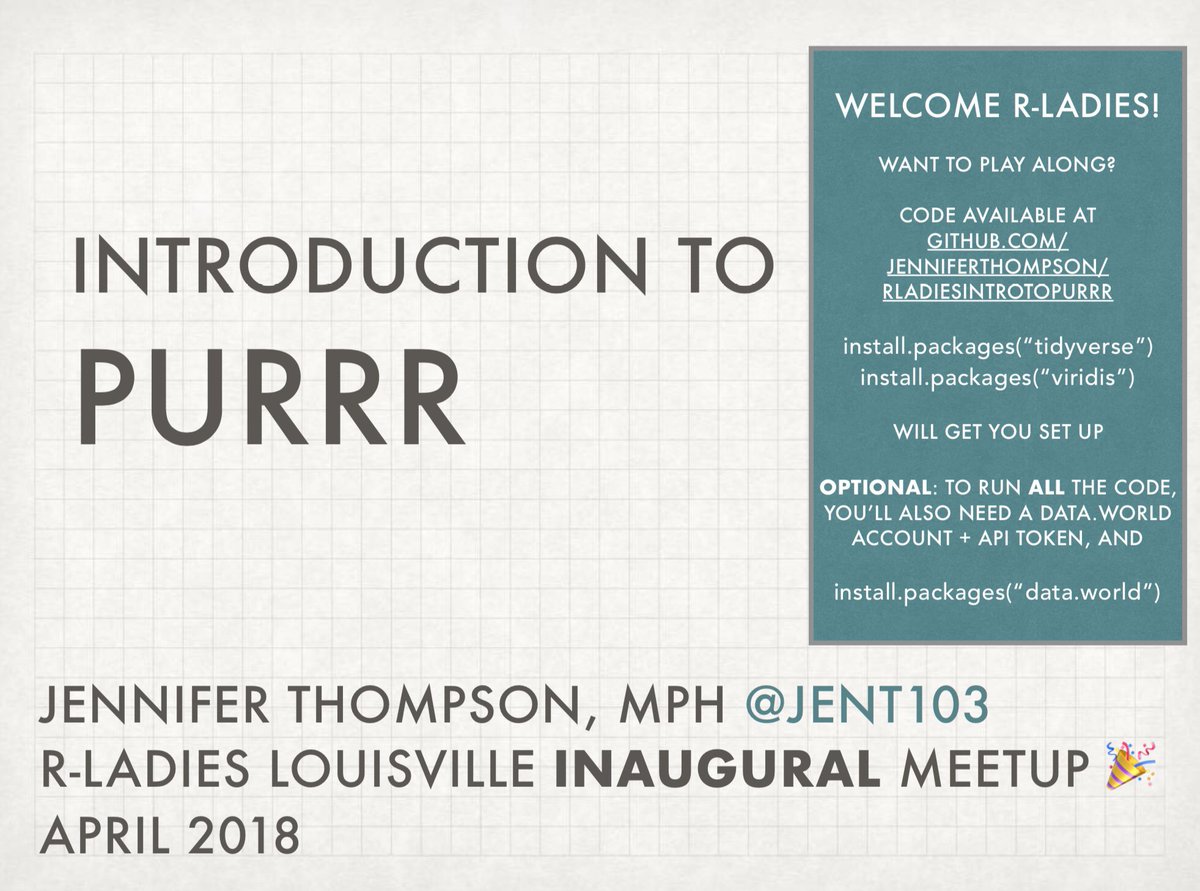 INTRODUCTION TO
PURRR
WELCOME R-LADIES!
WANT TO PLAY ALONG?
CODE AVAILABLE AT
GITHUB.COM/
JENNIFERTHOMPSON/
RLADIESINTROTOPURRR
install.packages(“tidyverse”)
install.packages(“viridis”)
WILL GET YOU SET UP
OPTIONAL: TO RUN ALL THE CODE,
YOU’LL ALSO NEED A DATA.WORLD
ACCOUNT + API TOKEN, AND
install.packages(“data.world”)
JENNIFER THOMPSON, MPH @JENT103
R-LADIES LOUISVILLE INAUGURAL MEETUP 🎉
APRIL 2018